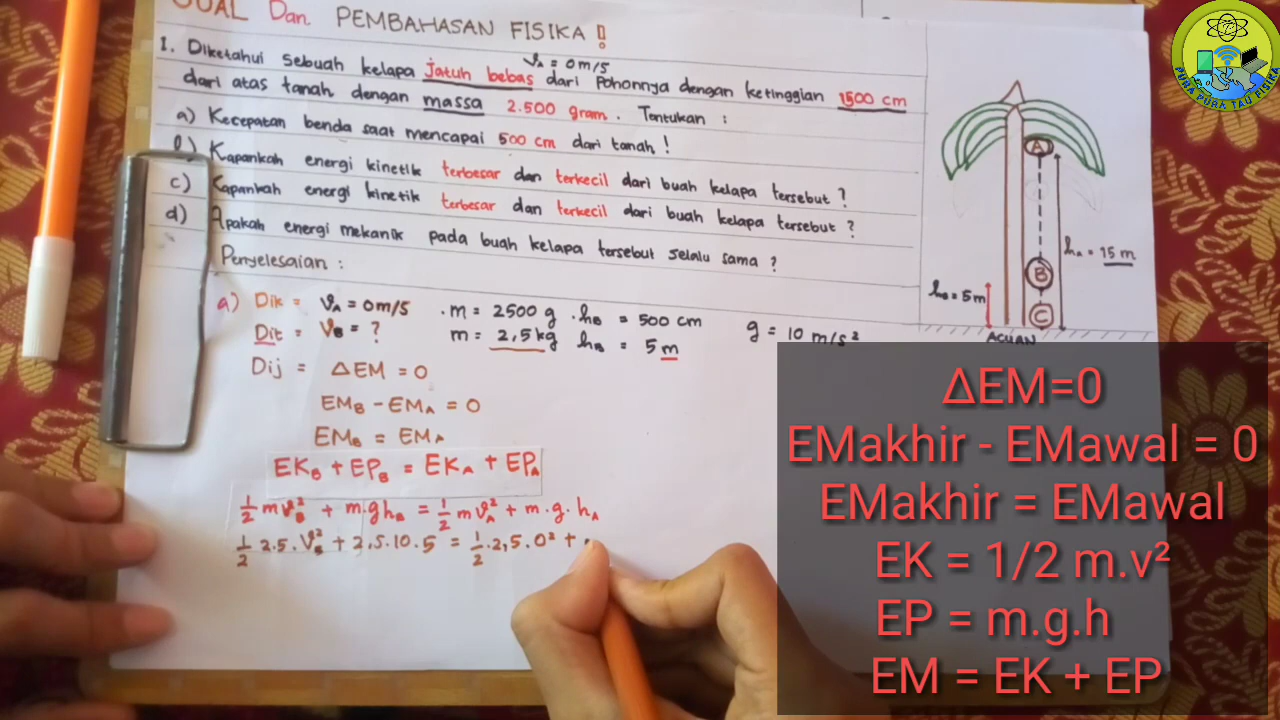 SOAL Dan PEMBAHASAN FISIKA !
vA = 0 m/s
1. Diketahui sebuah kelapa jatuh bebas dari pohonnya dengan ketinggian 1500 cm
dari atas tanah dengan massa 2.500 gram. Tentukan :
a) Kecepatan benda saat mencapai 500 cm dari tanah !
b) Kapankah energi kinetik terbesar dan terkecil dari buah kelapa tersebut ?
c) Kapankah energi kinetik terbesar dan terkecil dari buah kelapa tersebut ?
d) Apakah energi mekanik pada buah kelapa tersebut selalu sama ?
Penyelesaian :
a) Dik = vA = 0 m/s . m = 2500 g . hB = 500 cm g = 10 m/s²
Dit = vB = ? m = 2,5 kg hB = 5 m
Dij = ΔEM = 0
EMB - EMA = 0
EMB = EMA
EKB + EPB = EKA + EPA
1/2 m vB² + m.g hB = 1/2 m vA² + m.g.hA
1/2 2.5.VB² + 2,5.10.5 = 1/2.2,5.0² +
A
hA = 15 m
B
hB = 5 m
C
ACUAN
ΔEM=0
EMakhir - EMawal = 0
EMakhir = EMawal
EK = 1/2 m.v²
EP = m.g.h
EM = EK + EP
PURA PURA TAU FISIKA